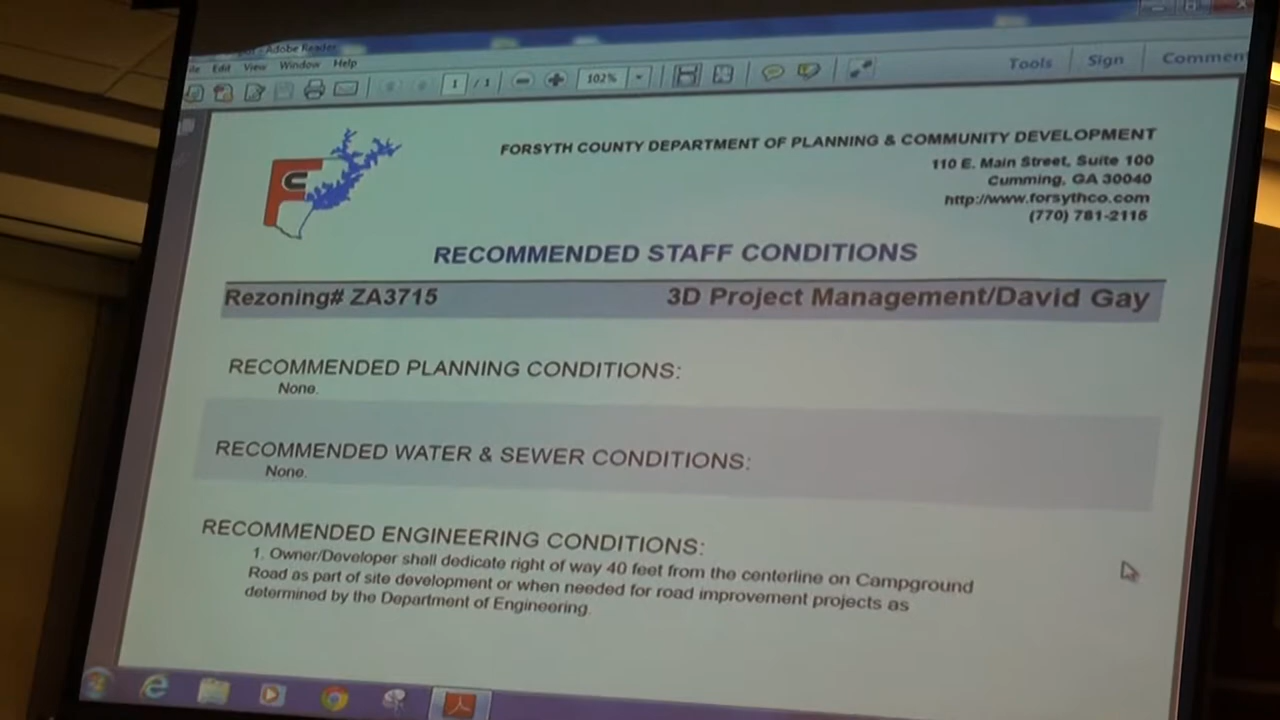 Adobe Reader
Edit View Window Help
1 / 1 102% Tools Sign Comment
FORSYTH COUNTY DEPARTMENT OF PLANNING & COMMUNITY DEVELOPMENT
110 E. Main Street, Suite 100
Cumming, GA 30040
http://www.forsythco.com
(770) 781-2115
FC
RECOMMENDED STAFF CONDITIONS
Rezoning# ZA3715 3D Project Management/David Gay
RECOMMENDED PLANNING CONDITIONS:
None.
RECOMMENDED WATER & SEWER CONDITIONS:
None.
RECOMMENDED ENGINEERING CONDITIONS:
1. Owner/Developer shall dedicate right of way 40 feet from the centerline on Campground
Road as part of site development or when needed for road improvement projects as
determined by the Department of Engineering.